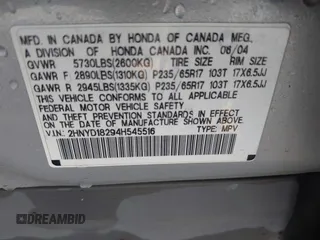 MADE IN CANADA BY HONDA OF CANADA MFG.,
A DIVISION OF HONDA CANADA INC. 06/04
GVWR 5730LBS(2600KG) TIRE SIZE RIM SIZE
GAWR F 2890LBS(1310KG) P235/65R17 103T 17X6.5JJ
GAWR R 2945LBS(1335KG) P235/65R17 103T 17X6.5JJ
THIS VEHICLE CONFORMS TO ALL APPLICABLE
FEDERAL MOTOR VEHICLE SAFETY
AND THEFT PREVENTION STANDARDS IN EFFECT
ON THE DATE OF MANUFACTURE SHOWN ABOVE.
V.I.N.: 2HNYD18294H545516 TYPE: MPV
DREAMBID